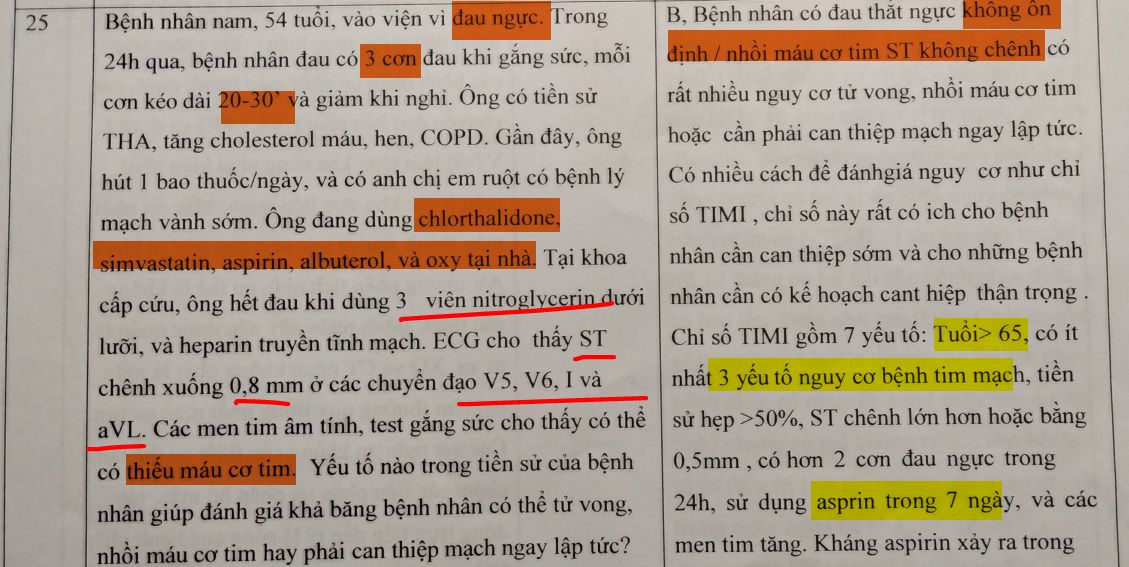 25
Bệnh nhân nam, 54 tuổi, vào viện vì đau ngực. Trong
24h qua, bệnh nhân đau có 3 cơn đau khi gắng sức, mỗi
cơn kéo dài 20-30’ và giảm khi nghỉ. Ông có tiền sử
THA, tăng cholesterol máu, hen, COPD. Gần đây, ông
hút 1 bao thuốc/ngày, và có anh chị em ruột có bệnh lý
mạch vành sớm. Ông đang dùng chlorthalidone,
simvastatin, aspirin, albuterol, và oxy tại nhà. Tại khoa
cấp cứu, ông hết đau khi dùng 3 viên nitroglycerin dưới
lưỡi, và heparin truyền tĩnh mạch. ECG cho thấy ST
chênh xuống 0,8 mm ở các chuyển đạo V5, V6, I và
aVL. Các men tim âm tính, test gắng sức cho thấy có thể
có thiếu máu cơ tim. Yếu tố nào trong tiền sử của bệnh
nhân giúp đánh giá khả băng bệnh nhân có thể tử vong,
nhồi máu cơ tim hay phải can thiệp mạch ngay lập tức?
B, Bệnh nhân có đau thắt ngực không ổn
định / nhồi máu cơ tim ST không chênh có
rất nhiều nguy cơ tử vong, nhồi máu cơ tim
hoặc cần phải can thiệp mạch ngay lập tức.
Có nhiều cách để đánhgiá nguy cơ như chỉ
số TIMI , chỉ số này rất có ich cho bệnh
nhân cần can thiệp sớm và cho những bệnh
nhân cần có kế hoạch cant hiệp thận trọng .
Chỉ số TIMI gồm 7 yếu tố: Tuổi> 65, có ít
nhất 3 yếu tố nguy cơ bệnh tim mạch, tiền
sử hẹp >50%, ST chênh lớn hơn hoặc bằng
0,5mm , có hơn 2 cơn đau ngực trong
24h, sử dụng asprin trong 7 ngày, và các
men tim tăng. Kháng aspirin xảy ra trong